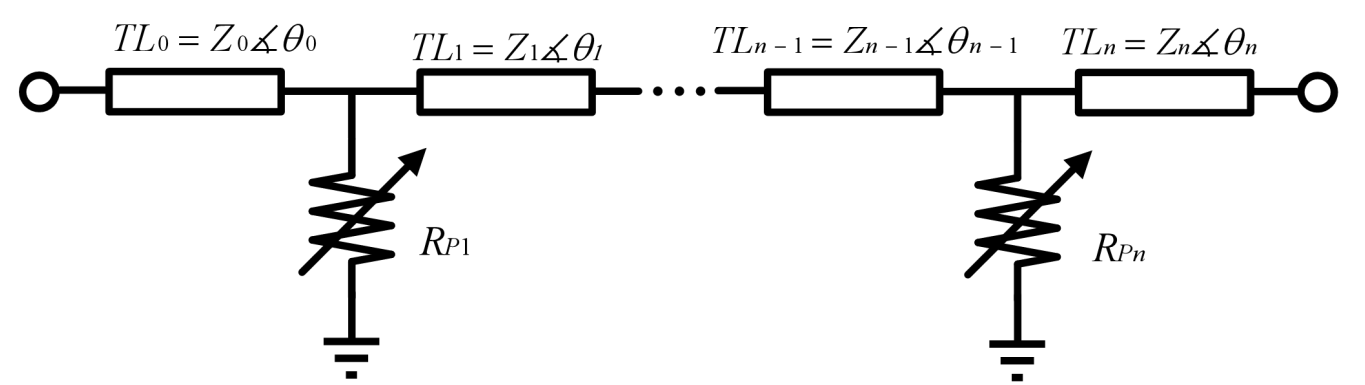 TL0 = Z0∡θ0
TL1 = Z1∡θ1
TLn−1 = Zn−1∡θn−1
TLn = Zn∡θn
RP1
RPn